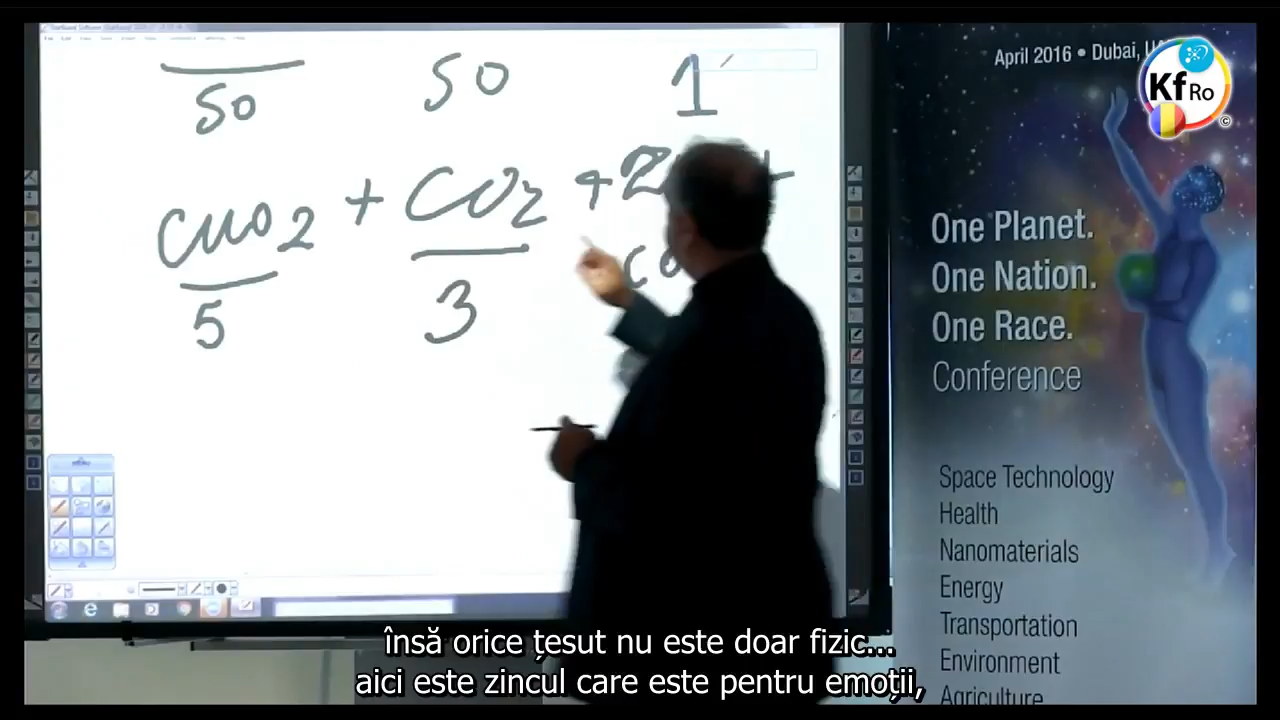 50 50 1
CUO2 + CO2 + Z +
5 3 co
April 2016 • Dubai, U
Kf Ro
©
One Planet.
One Nation.
One Race.
Conference
Space Technology
Health
Nanomaterials
Energy
Transportation
Environment
Agriculture
însă orice țesut nu este doar fizic...
aici este zincul care este pentru emoții,